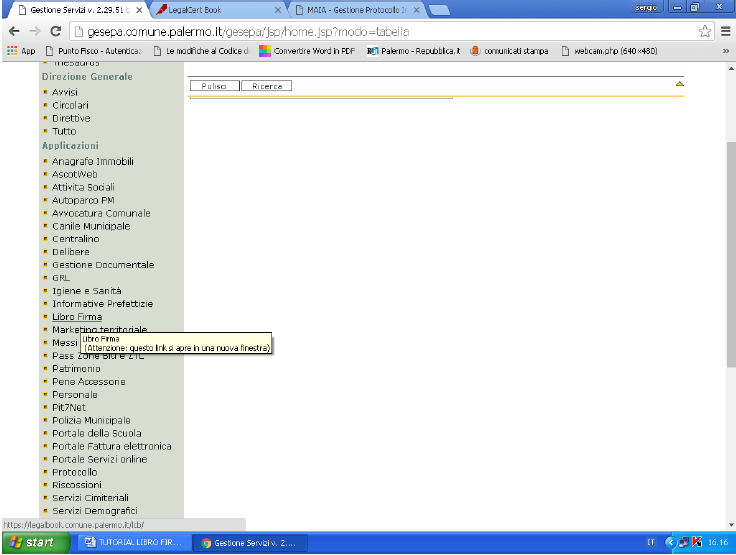 Gestione Servizi v. 2.29.51 b
LegalCert Book
MAIA - Gestione Protocollo In
sergio
gesepa.comune.palermo.it/gesepa/jsp/home.jsp?modo=tabella
App
Punto Fisco - Autenticaz
Le modifiche al Codice di
Convertire Word in PDF
Palermo - Repubblica.it
comunicati stampa
webcam.php (640×480)
»
Thesaurus
Direzione Generale
Avvisi
Circolari
Direttive
Tutto
Applicazioni
Anagrafe Immobili
AscotWeb
Attivita Sociali
Autoparco PM
Avvocatura Comunale
Canile Municipale
Centralino
Delibere
Gestione Documentale
GRL
Igiene e Sanità
Informative Prefettizie
Libro Firma
Marketing territoriale
Messi
Pass Zone Blu e ZTL
Patrimonio
Pene Accessorie
Personale
Pit7Net
Polizia Municipale
Portale della Scuola
Portale Fattura elettronica
Portale Servizi online
Protocollo
Riscossioni
Servizi Cimiteriali
Servizi Demografici
Pulisci
Ricerca
Libro Firma
(Attenzione: questo link si apre in una nuova finestra)
https://legalbook.comune.palermo.it/lcb/
start
TUTORIAL LIBRO FIR...
Gestione Servizi v. 2....
IT
16.16